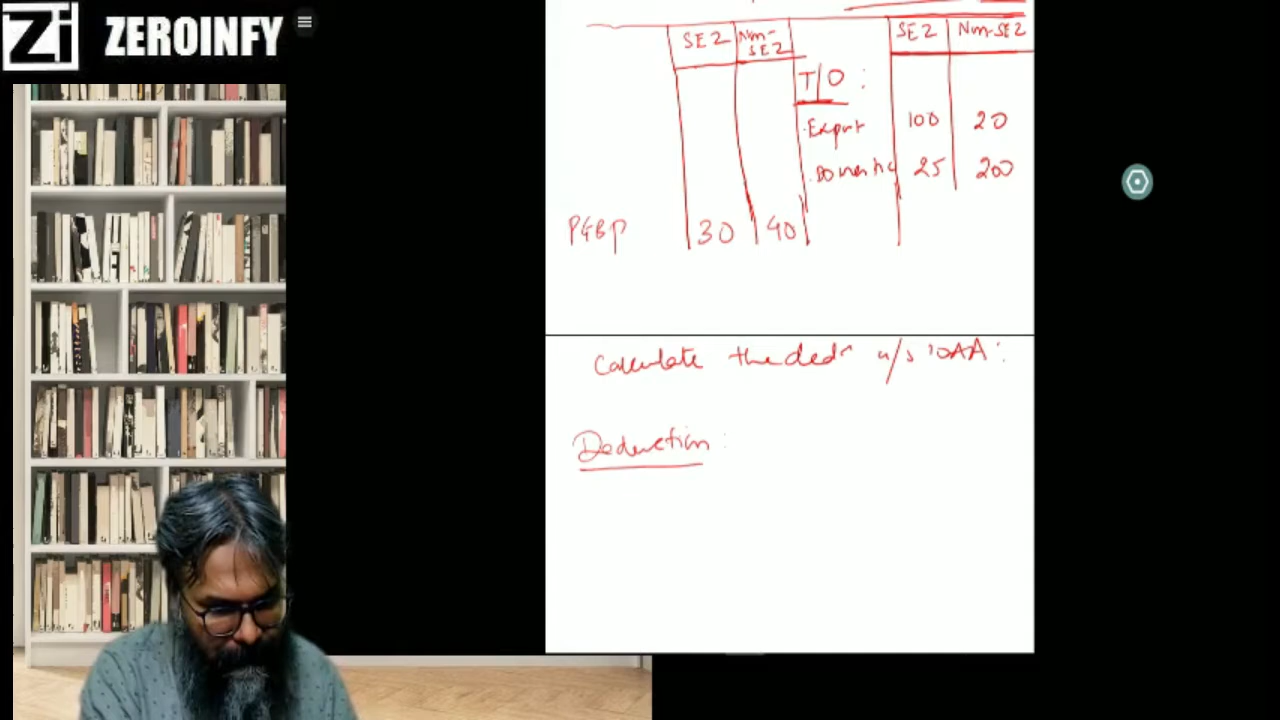 Zi ZEROINFY
SEZ Non-SEZ SEZ Non-SEZ
T/O :
Export 100 20
Domestic 25 200
PGBP 30 40
Calculate the dedn u/s 10AA :
Deduction :